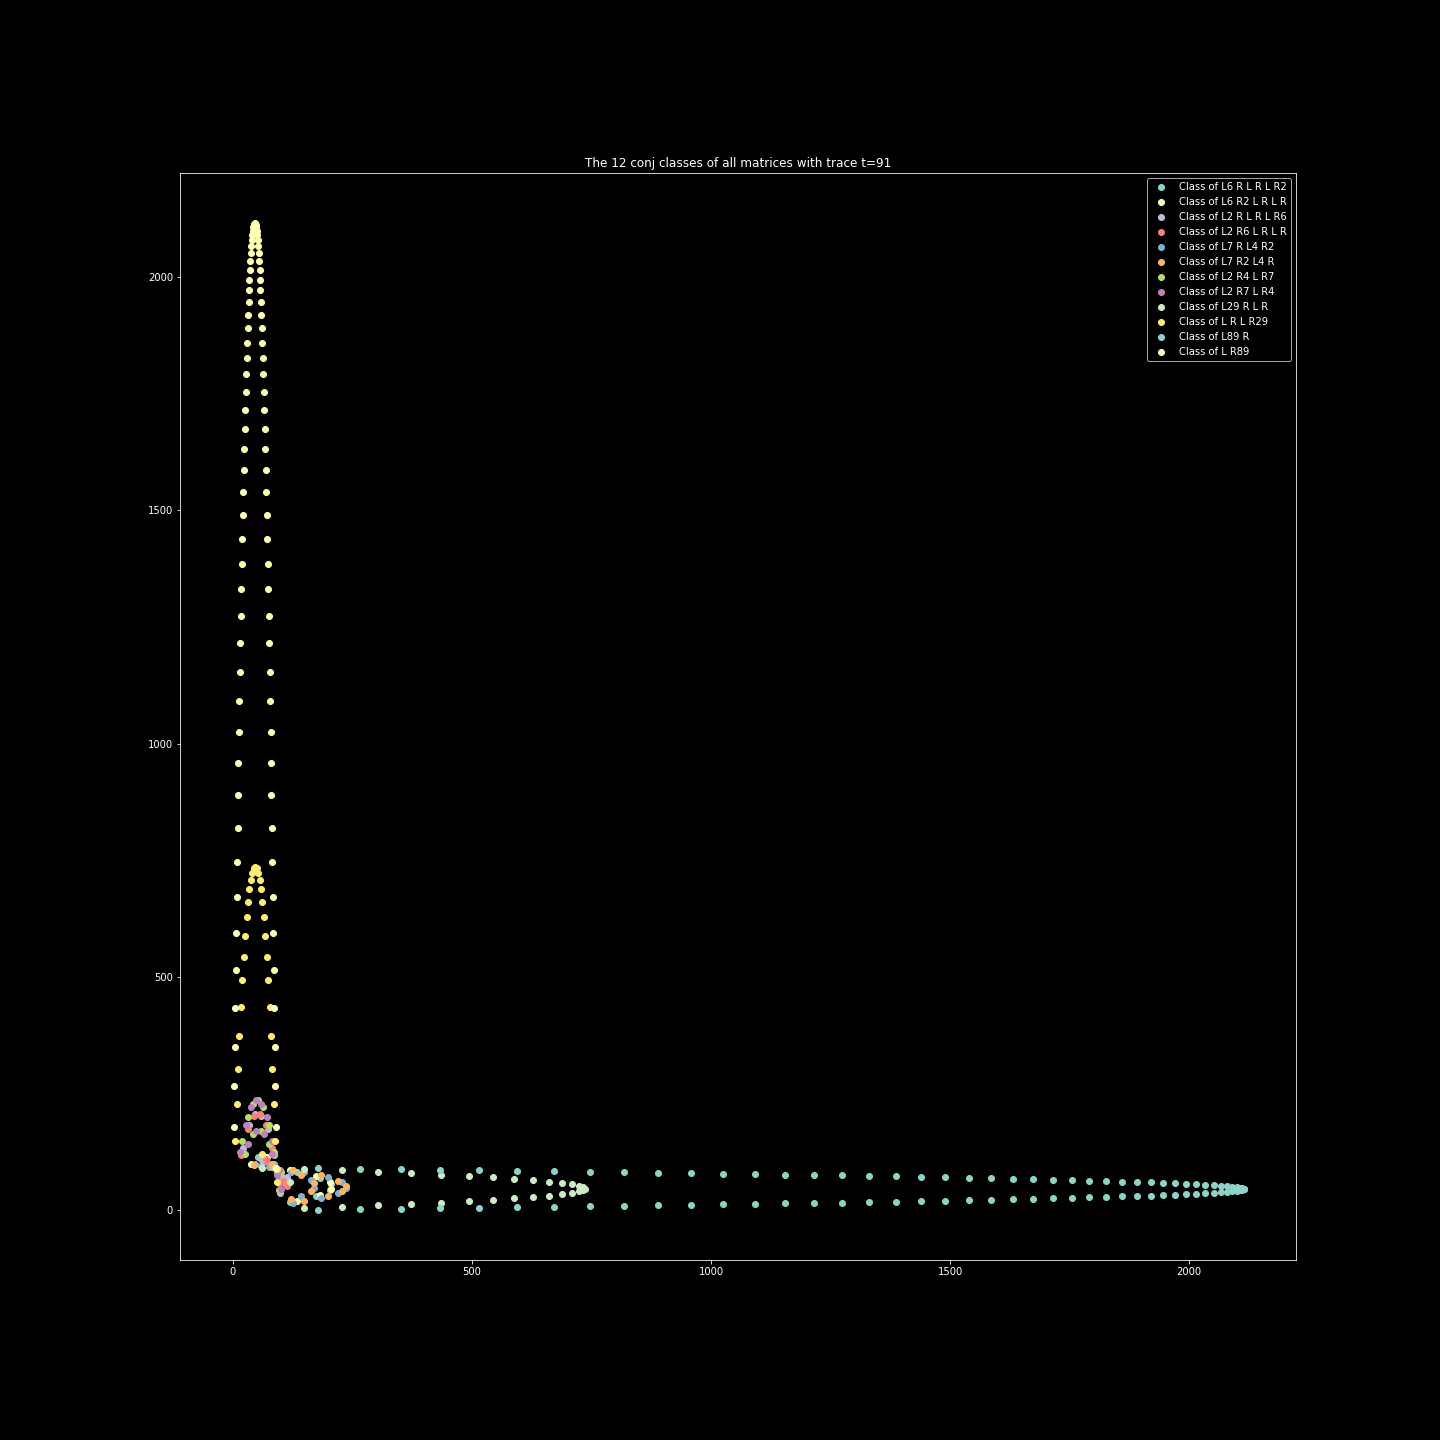 The 12 conj classes of all matrices with trace t=91
Class of L6 R L R L R2
Class of L6 R2 L R L R
Class of L2 R L R L R6
Class of L2 R6 L R L R
Class of L7 R L4 R2
Class of L7 R2 L4 R
Class of L2 R4 L R7
Class of L2 R7 L R4
Class of L29 R L R
Class of L R L R29
Class of L89 R
Class of L R89
2000
1500
1000
500
0
0 500 1000 1500 2000